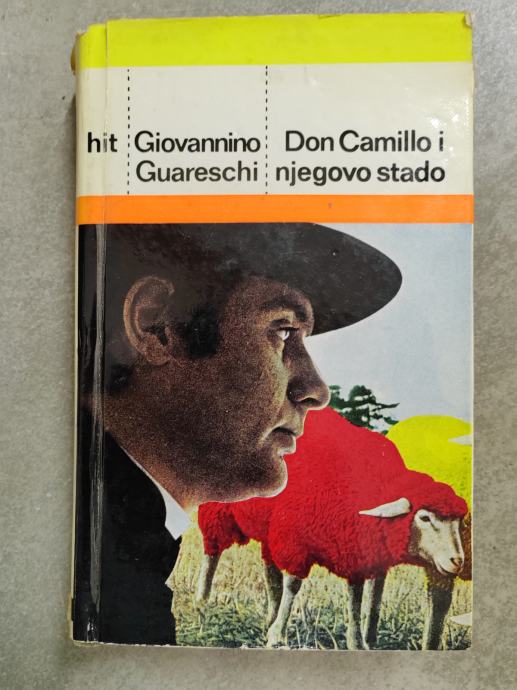 hit
Giovannino
Guareschi
Don Camillo i
njegovo stado